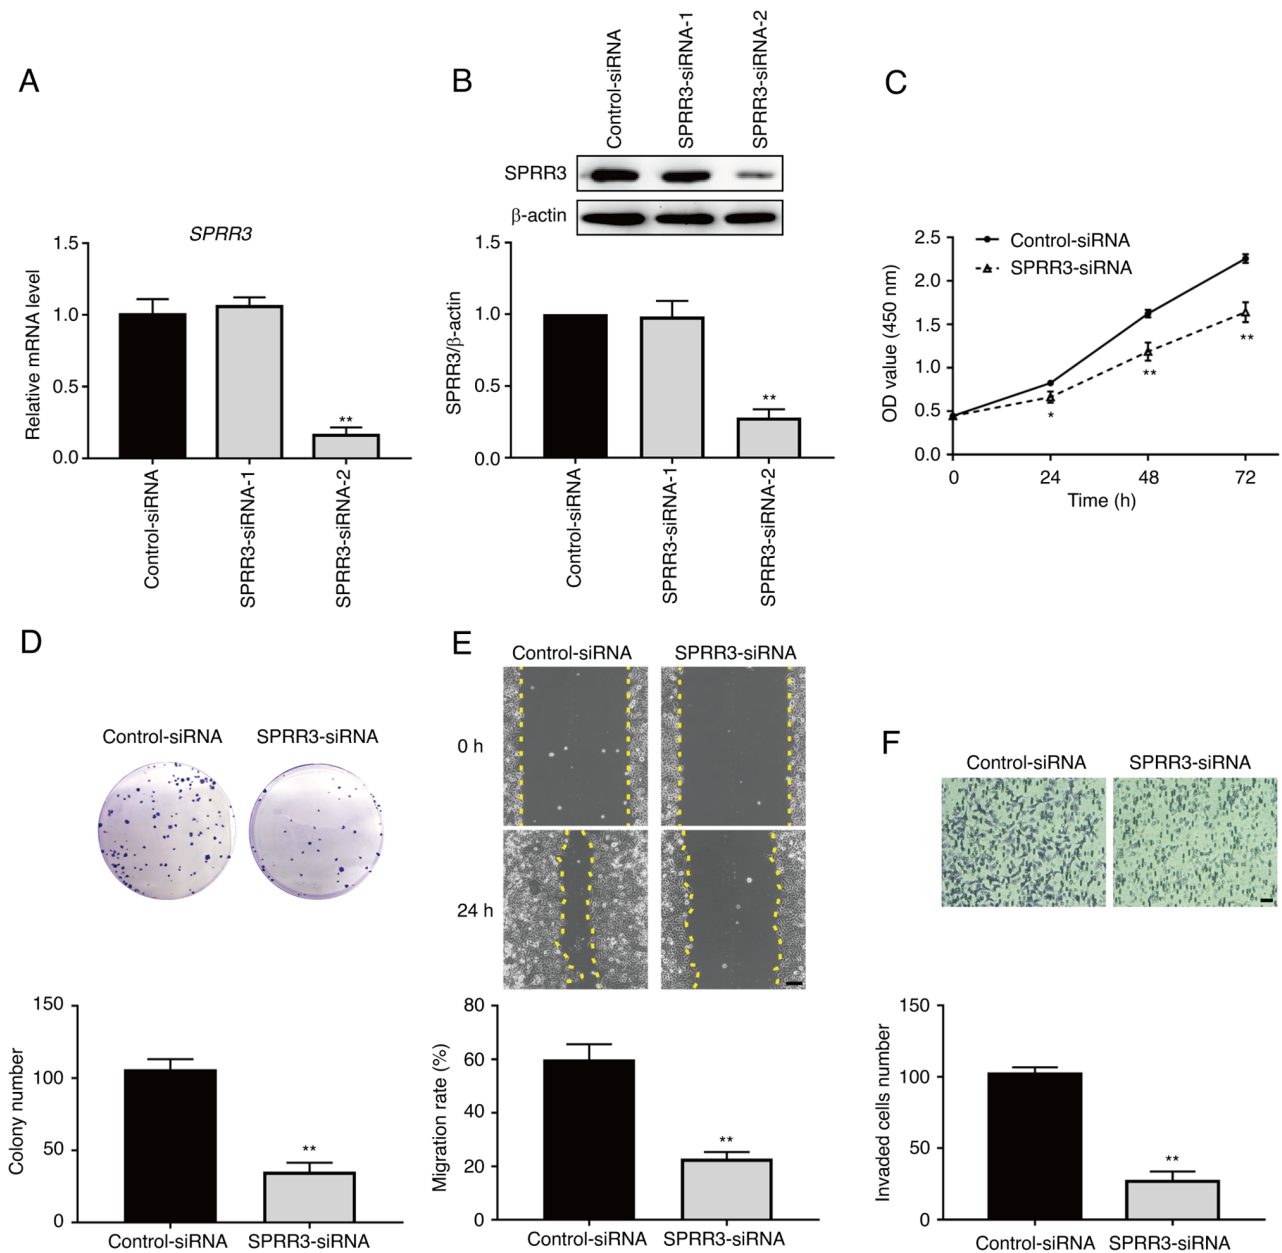 A
SPRR3
Relative mRNA level
1.5
1.0
0.5
0.0
Control-siRNA
SPRR3-siRNA-1
SPRR3-siRNA-2
**
B
Control-siRNA
SPRR3-siRNA-1
SPRR3-siRNA-2
SPRR3
β-actin
SPRR3/β-actin
1.5
1.0
0.5
0.0
**
Control-siRNA
SPRR3-siRNA-1
SPRR3-siRNA-2
C
Control-siRNA
SPRR3-siRNA
OD value (450 nm)
2.5
2.0
1.5
1.0
0.5
0.0
*
**
**
0 24 48 72
Time (h)
D
Control-siRNA SPRR3-siRNA
Colony number
150
100
50
0
**
Control-siRNA SPRR3-siRNA
E
Control-siRNA SPRR3-siRNA
0 h
24 h
Migration rate (%)
80
60
40
20
0
**
Control-siRNA SPRR3-siRNA
F
Control-siRNA SPRR3-siRNA
Invaded cells number
150
100
50
0
**
Control-siRNA SPRR3-siRNA